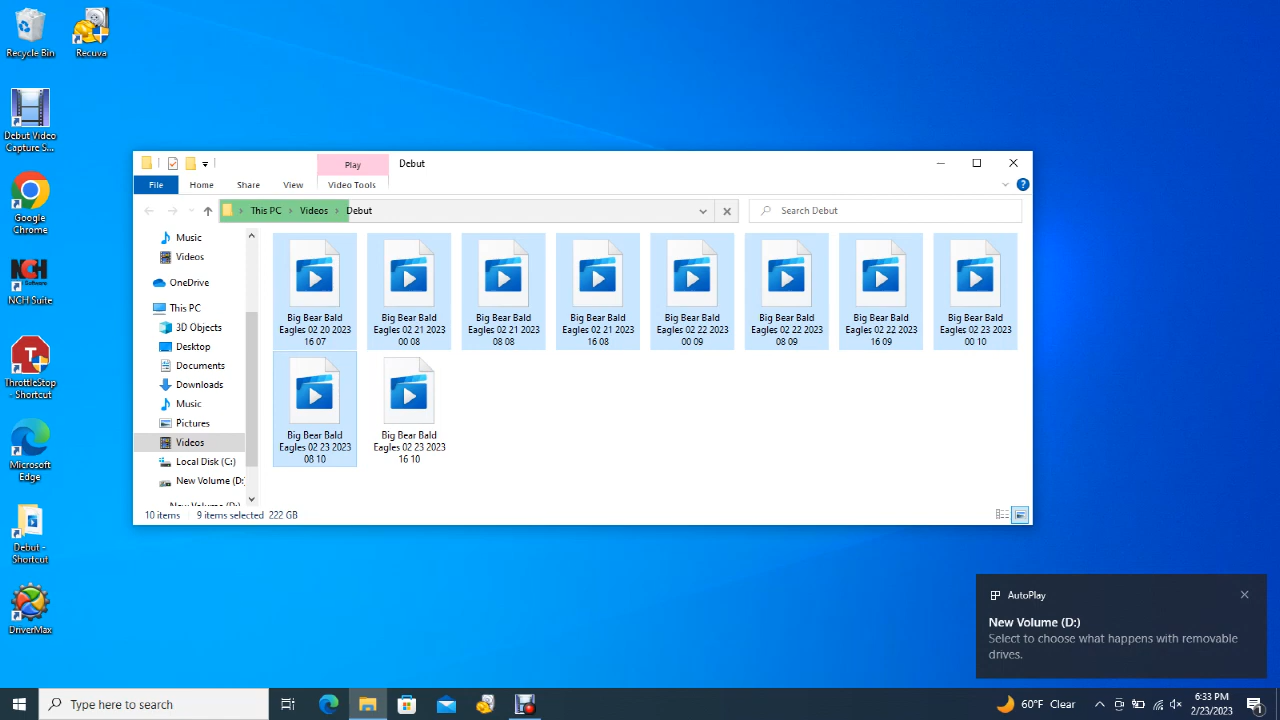 Recycle Bin
Recuva
Debut Video
Capture S...
Google
Chrome
NCH Suite
ThrottleStop
- Shortcut
Microsoft
Edge
Debut -
Shortcut
DriverMax
Play
Debut
File
Home
Share
View
Video Tools
This PC
Videos
Debut
Search Debut
Music
Videos
OneDrive
This PC
3D Objects
Desktop
Documents
Downloads
Music
Pictures
Videos
Local Disk (C:)
New Volume (D:)
Big Bear Bald
Eagles 02 20 2023
16 07
Big Bear Bald
Eagles 02 21 2023
00 08
Big Bear Bald
Eagles 02 21 2023
08 08
Big Bear Bald
Eagles 02 21 2023
16 08
Big Bear Bald
Eagles 02 22 2023
00 09
Big Bear Bald
Eagles 02 22 2023
08 09
Big Bear Bald
Eagles 02 22 2023
16 09
Big Bear Bald
Eagles 02 23 2023
00 10
Big Bear Bald
Eagles 02 23 2023
08 10
Big Bear Bald
Eagles 02 23 2023
16 10
10 items 9 items selected 222 GB
AutoPlay
New Volume (D:)
Select to choose what happens with removable
drives.
Type here to search
60°F Clear
6:33 PM
2/23/2023
1